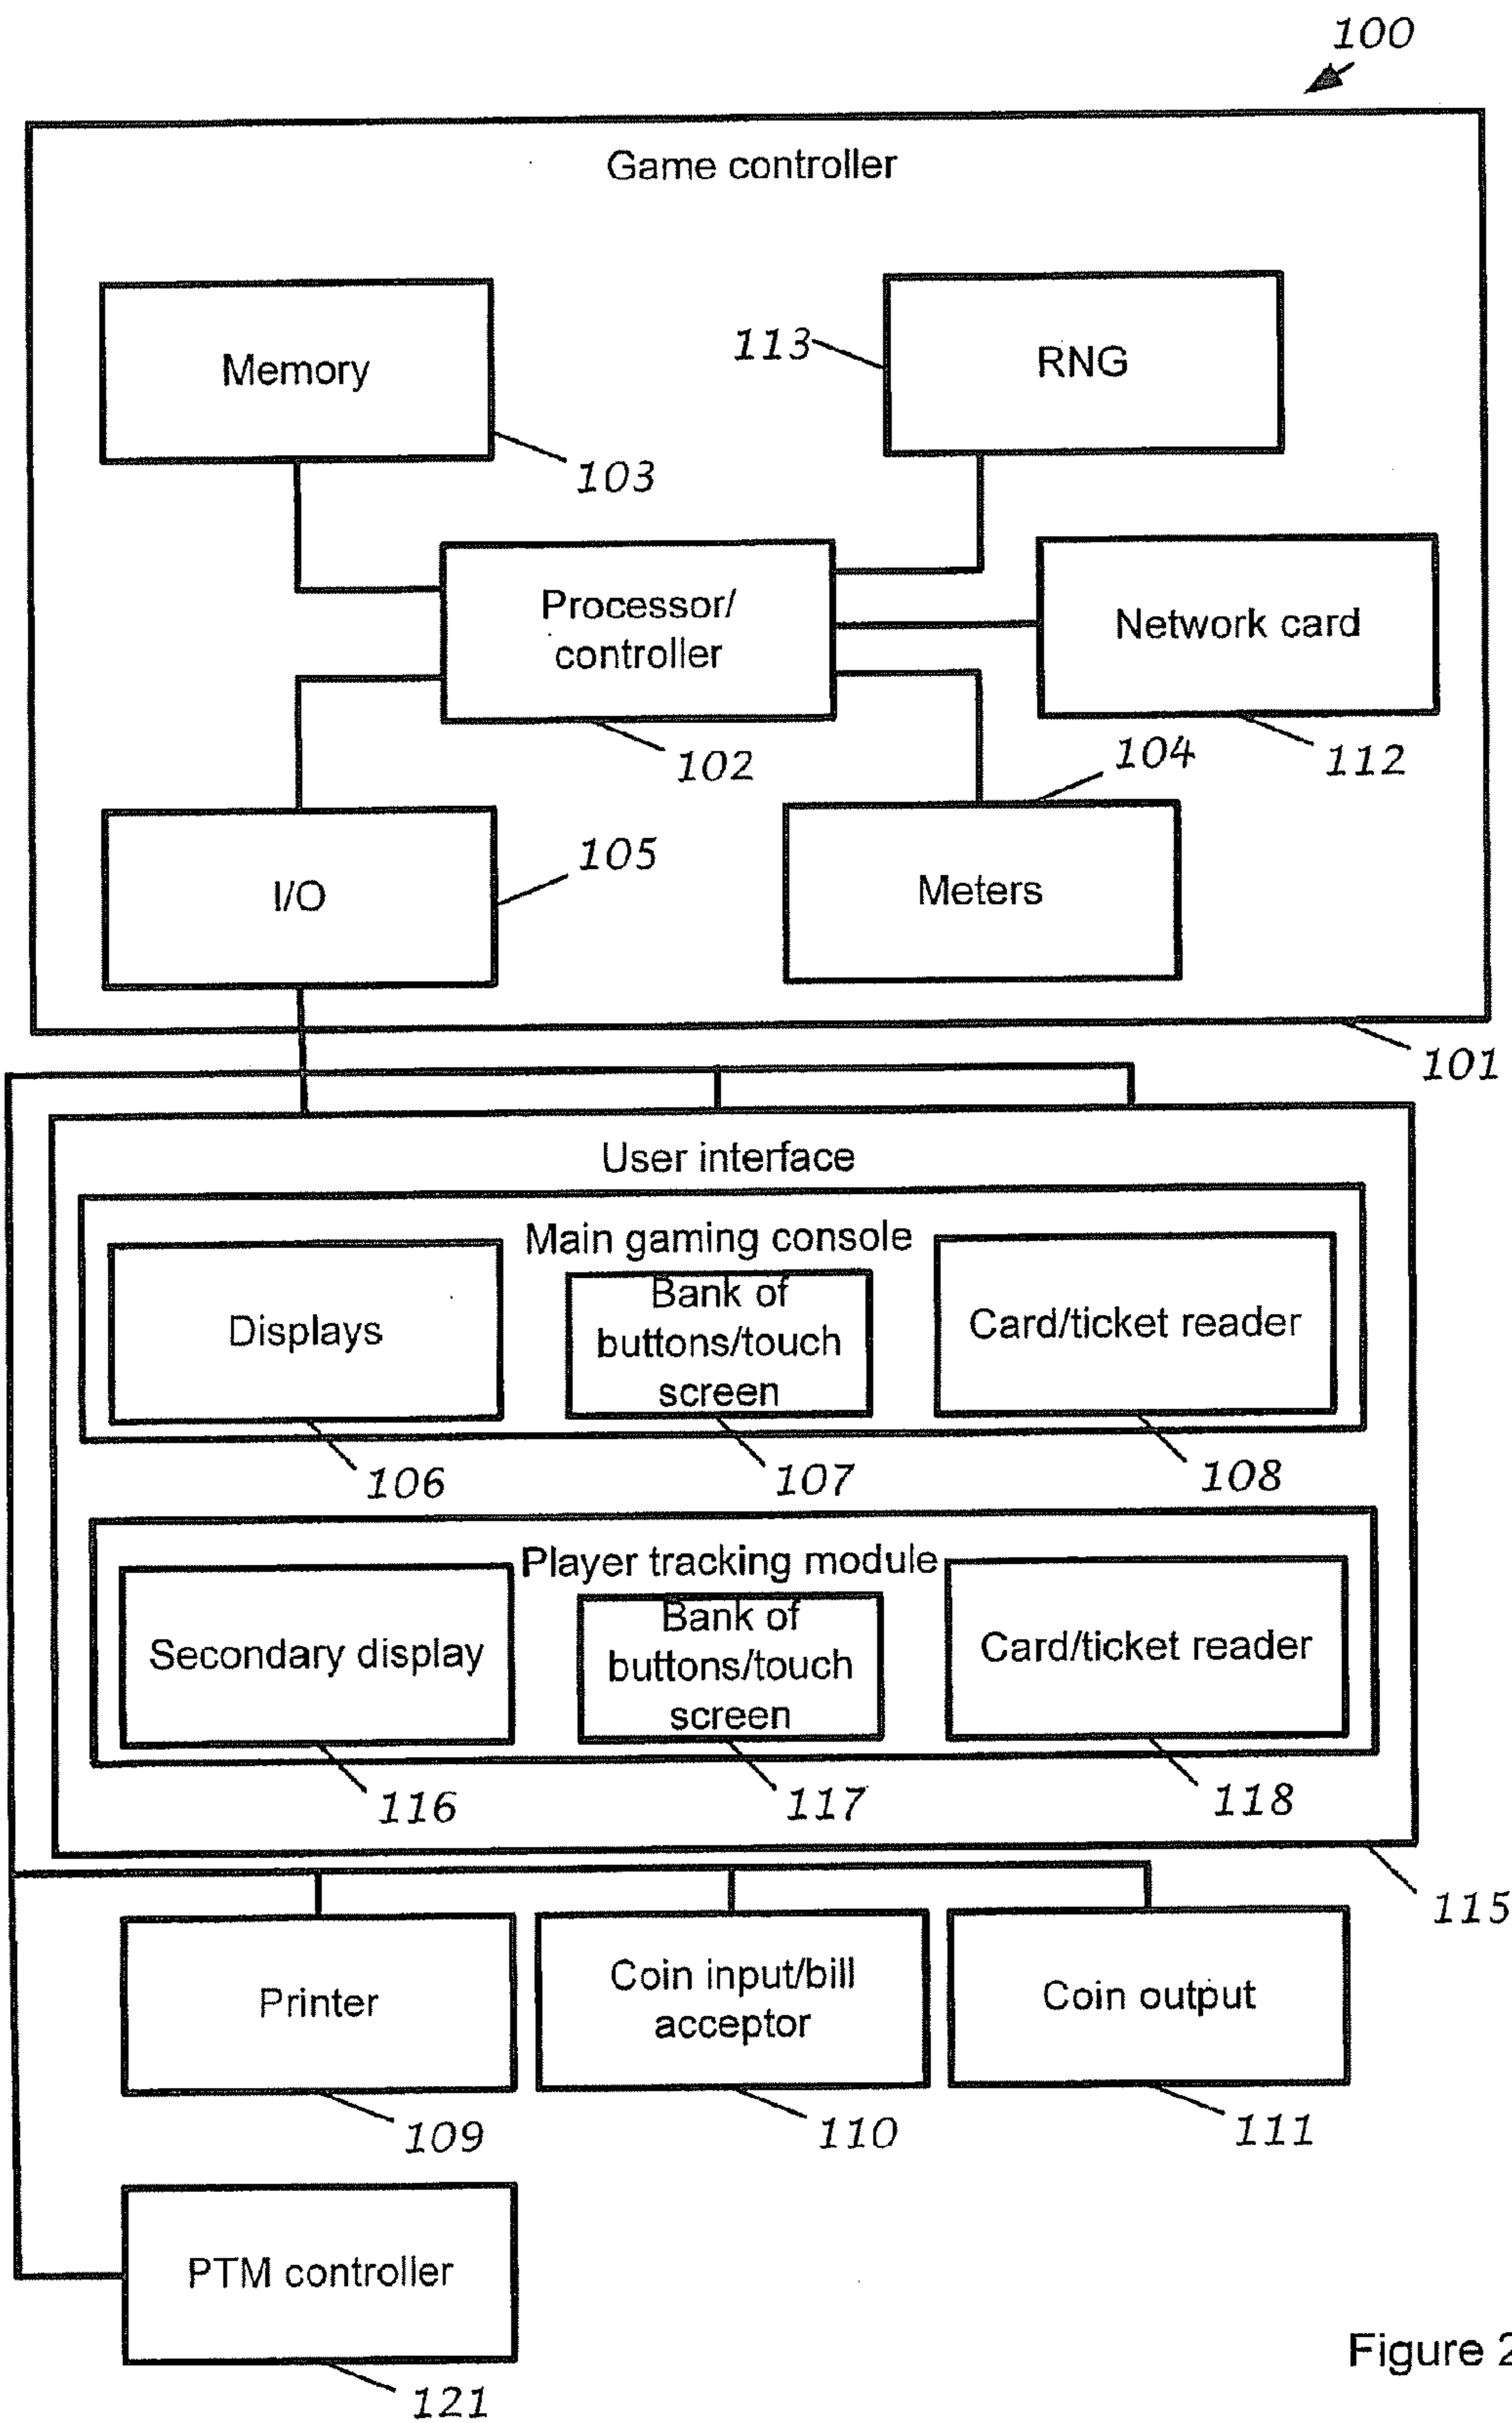 100
Game controller
Memory
113
RNG
103
Processor/
controller
Network card
102
104
112
I/O
105
Meters
101
User interface
Main gaming console
Displays
Bank of
buttons/touch
screen
Card/ticket reader
106
107
108
Player tracking module
Secondary display
Bank of
buttons/touch
screen
Card/ticket reader
116
117
118
115
Printer
Coin input/bill
acceptor
Coin output
109
110
111
PTM controller
121
Figure 2